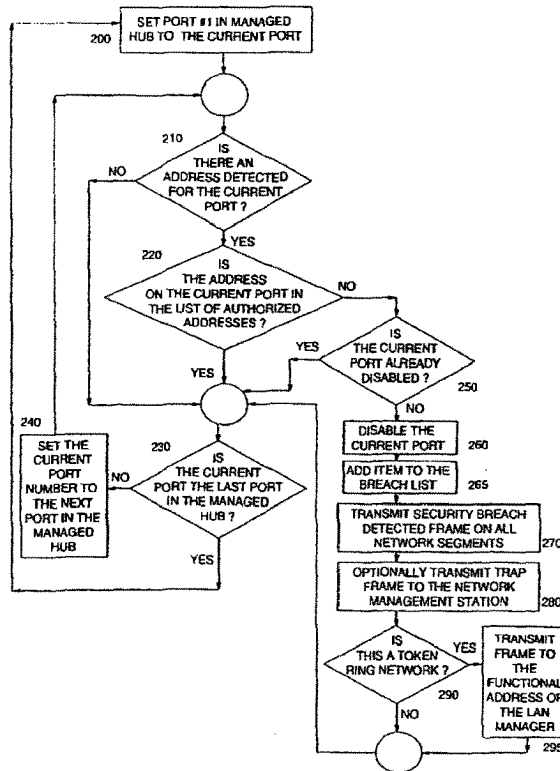 SET PORT #1 IN MANAGED
HUB TO THE CURRENT PORT
200
210
IS
THERE AN
ADDRESS DETECTED
FOR THE CURRENT
PORT ?
NO
YES
220
IS
THE ADDRESS
ON THE CURRENT PORT IN
THE LIST OF AUTHORIZED
ADDRESSES ?
NO
YES
IS
THE CURRENT
PORT ALREADY
DISABLED ?
YES
250
NO
240
SET THE
CURRENT
PORT
NUMBER TO
THE NEXT
PORT IN THE
MANAGED
HUB
230
IS
THE CURRENT
PORT THE LAST PORT
IN THE MANAGED
HUB ?
NO
YES
DISABLE THE
CURRENT PORT
260
ADD ITEM TO THE
BREACH LIST
265
TRANSMIT SECURITY BREACH
DETECTED FRAME ON ALL
NETWORK SEGMENTS
270
OPTIONALLY TRANSMIT TRAP
FRAME TO THE NETWORK
MANAGEMENT STATION
280
IS
THIS A TOKEN
RING NETWORK ?
YES
290
NO
TRANSMIT
FRAME TO
THE
FUNCTIONAL
ADDRESS OF
THE LAN
MANAGER
295